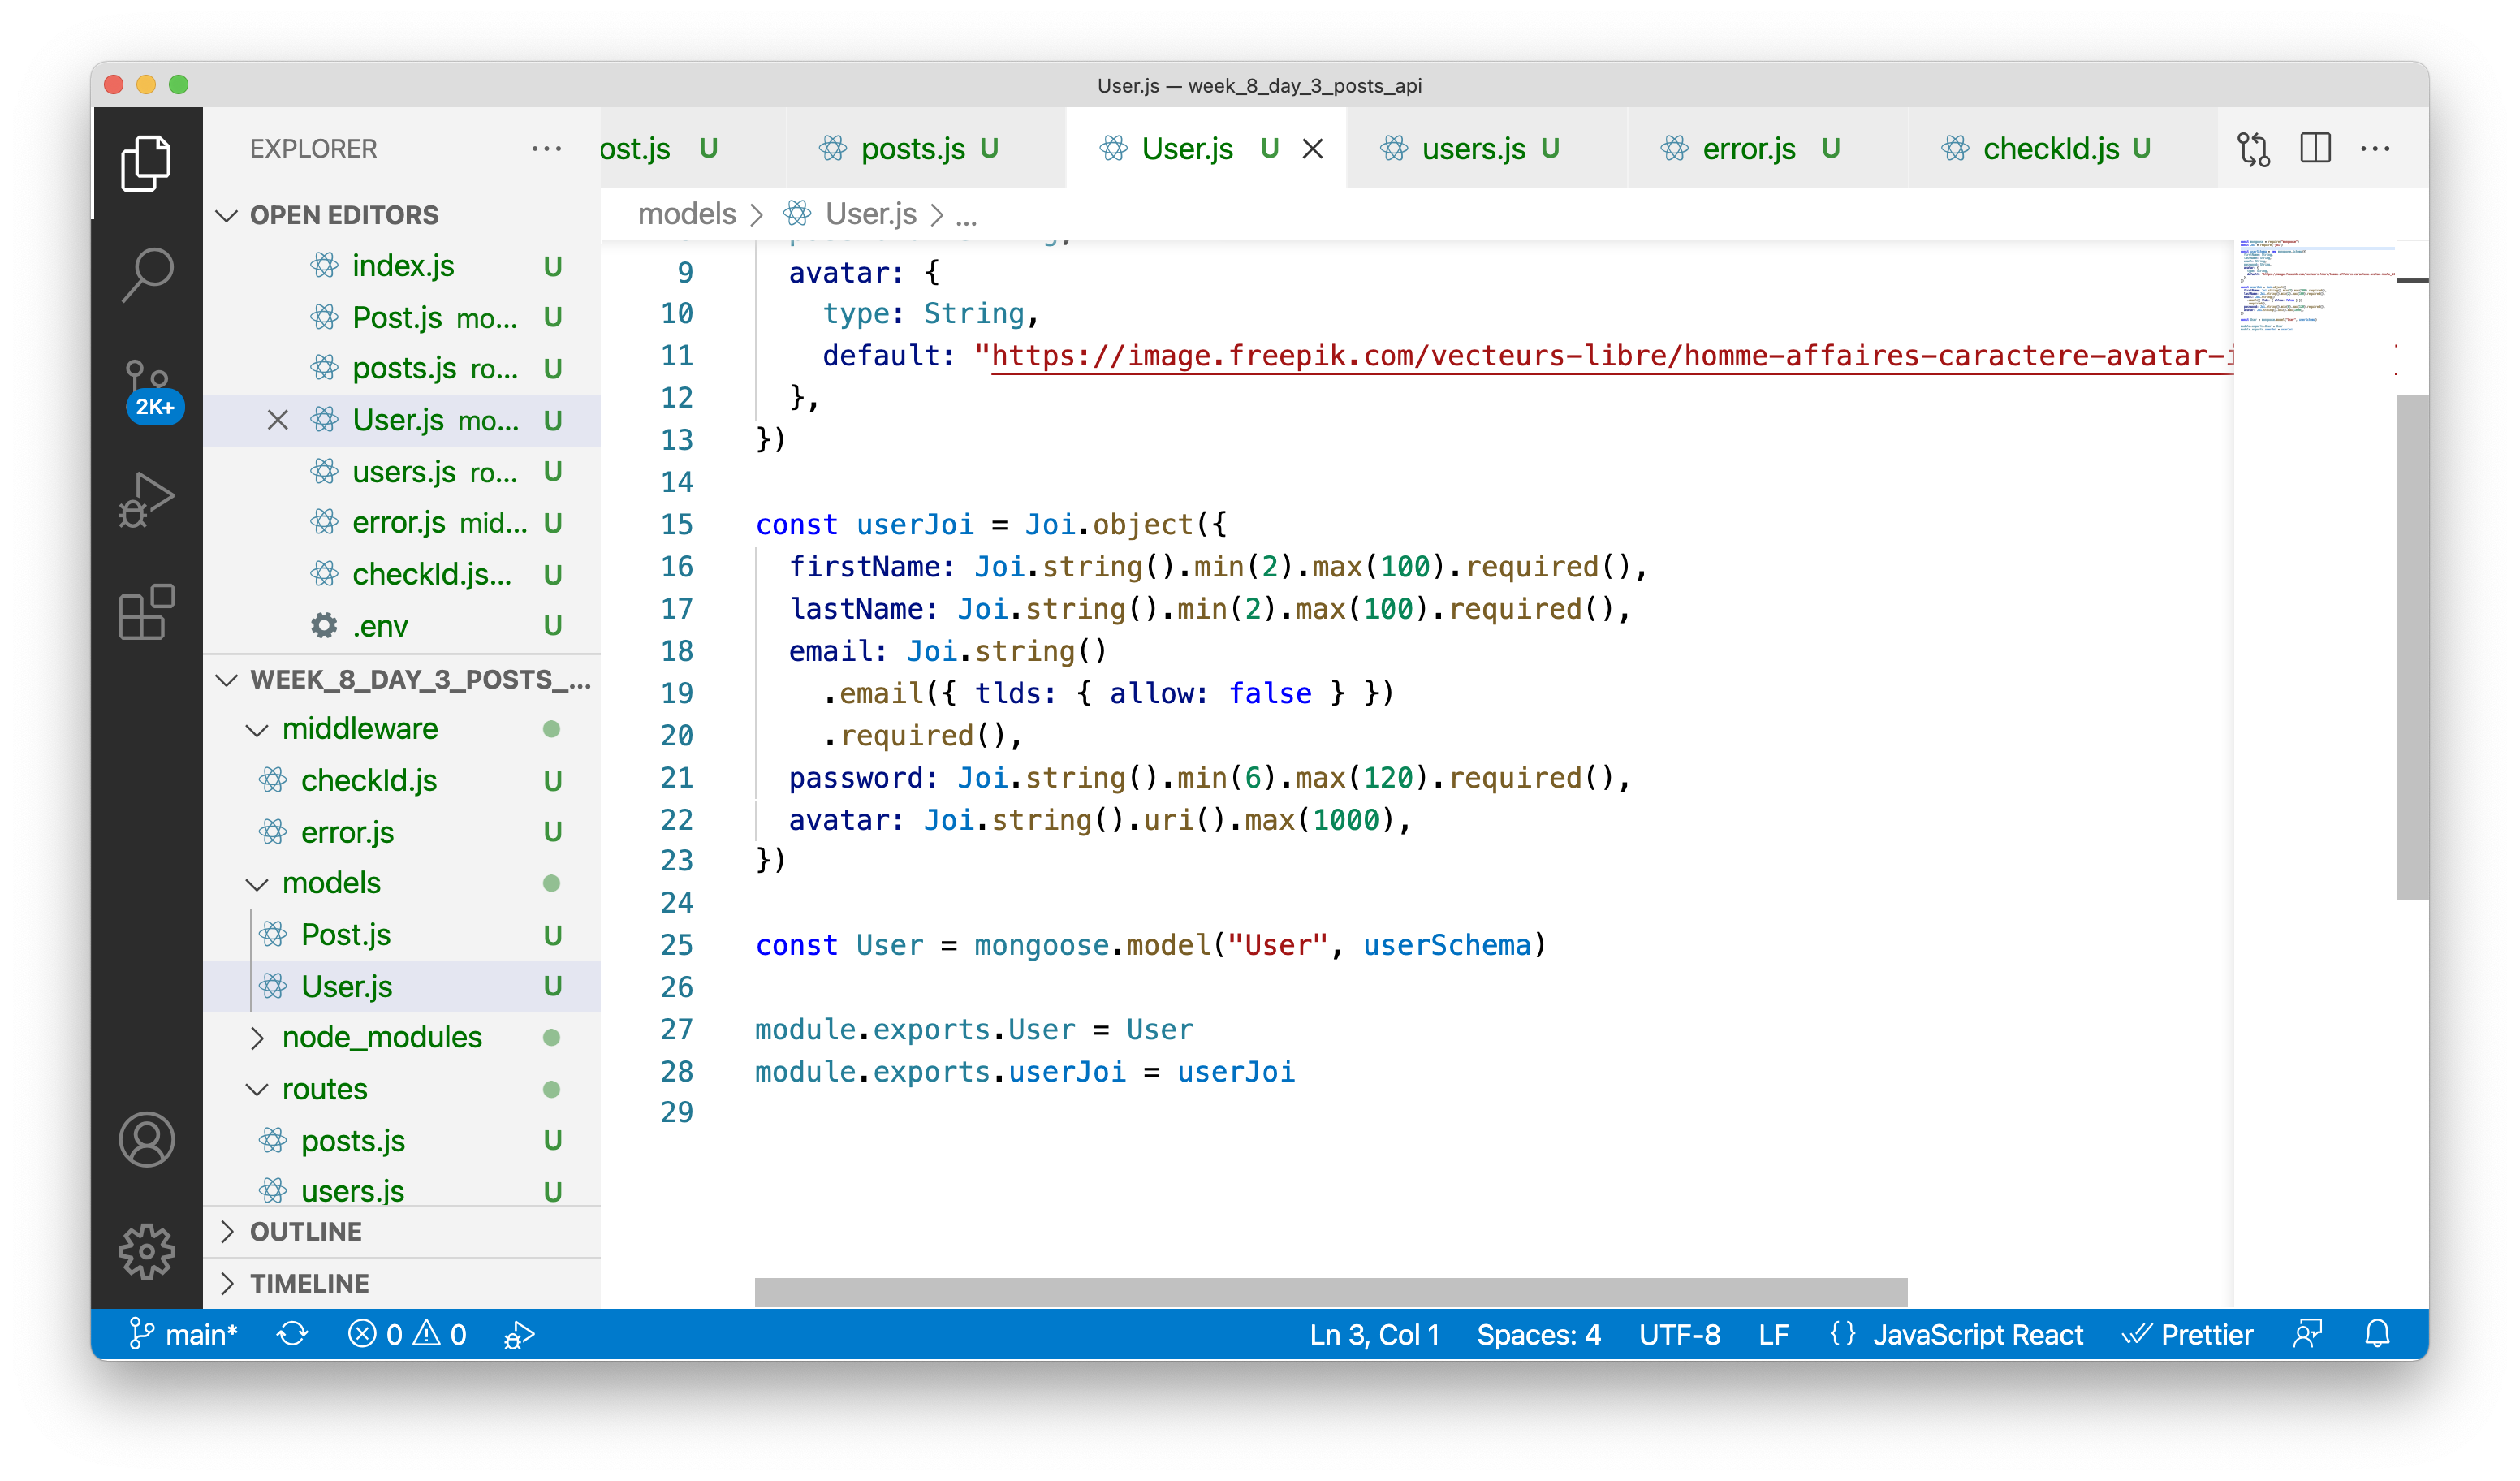 User.js — week_8_day_3_posts_api
EXPLORER
ost.js U
posts.js U
User.js U
users.js U
error.js U
checkId.js U
OPEN EDITORS
index.js U
Post.js mo... U
posts.js ro... U
User.js mo... U
users.js ro... U
error.js mid... U
checkId.js... U
.env U
2K+
WEEK_8_DAY_3_POSTS_...
middleware
checkId.js U
error.js U
models
Post.js U
User.js U
node_modules
routes
posts.js U
users.js U
OUTLINE
TIMELINE
models > User.js > ...
9 avatar: {
10 type: String,
11 default: "https://image.freepik.com/vecteurs-libre/homme-affaires-caractere-avatar-i
12 },
13 })
14
15 const userJoi = Joi.object({
16 firstName: Joi.string().min(2).max(100).required(),
17 lastName: Joi.string().min(2).max(100).required(),
18 email: Joi.string()
19 .email({ tlds: { allow: false } })
20 .required(),
21 password: Joi.string().min(6).max(120).required(),
22 avatar: Joi.string().uri().max(1000),
23 })
24
25 const User = mongoose.model("User", userSchema)
26
27 module.exports.User = User
28 module.exports.userJoi = userJoi
29
main* 0 0
Ln 3, Col 1 Spaces: 4 UTF-8 LF {} JavaScript React Prettier